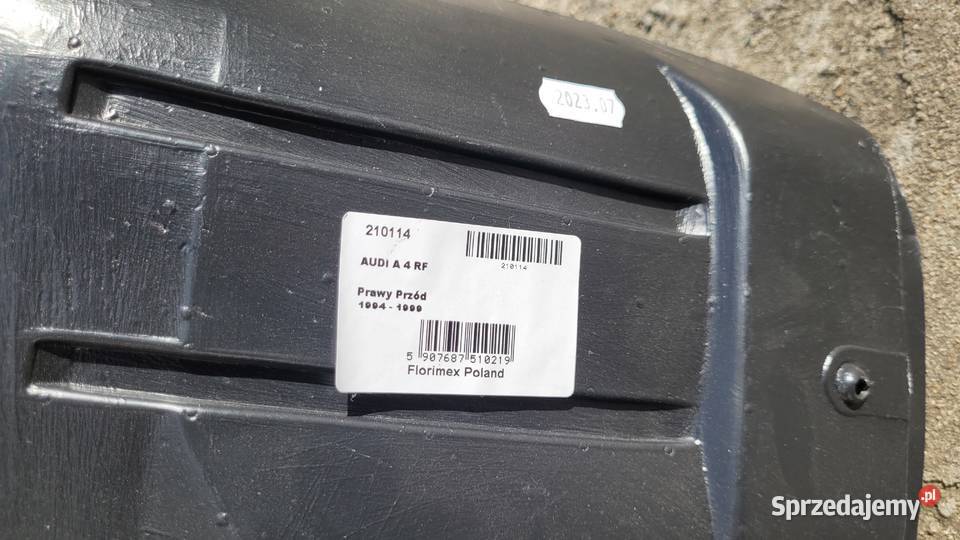 2023.07
210114
210114
AUDI A 4 RF
Prawy Przód
1994 - 1999
5 907687 510219
Florimex Poland
Sprzedajemy.pl